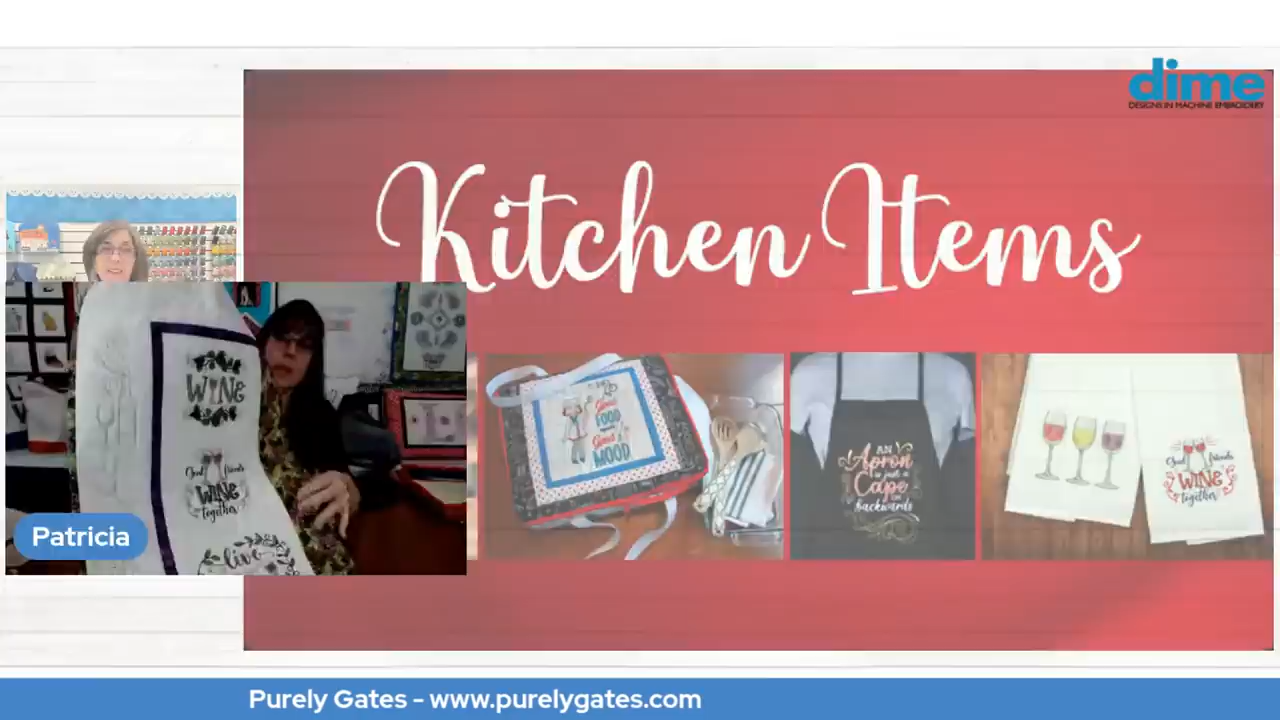 dime
DESIGNS IN MACHINE EMBROIDERY
Kitchen Items
WINE
Good friends
WINE
together
live
Patricia
Good
FOOD
Good
MOOD
AN
Apron
is just a
Cape
on
backwards
Good friends
WINE
together
Purely Gates - www.purelygates.com